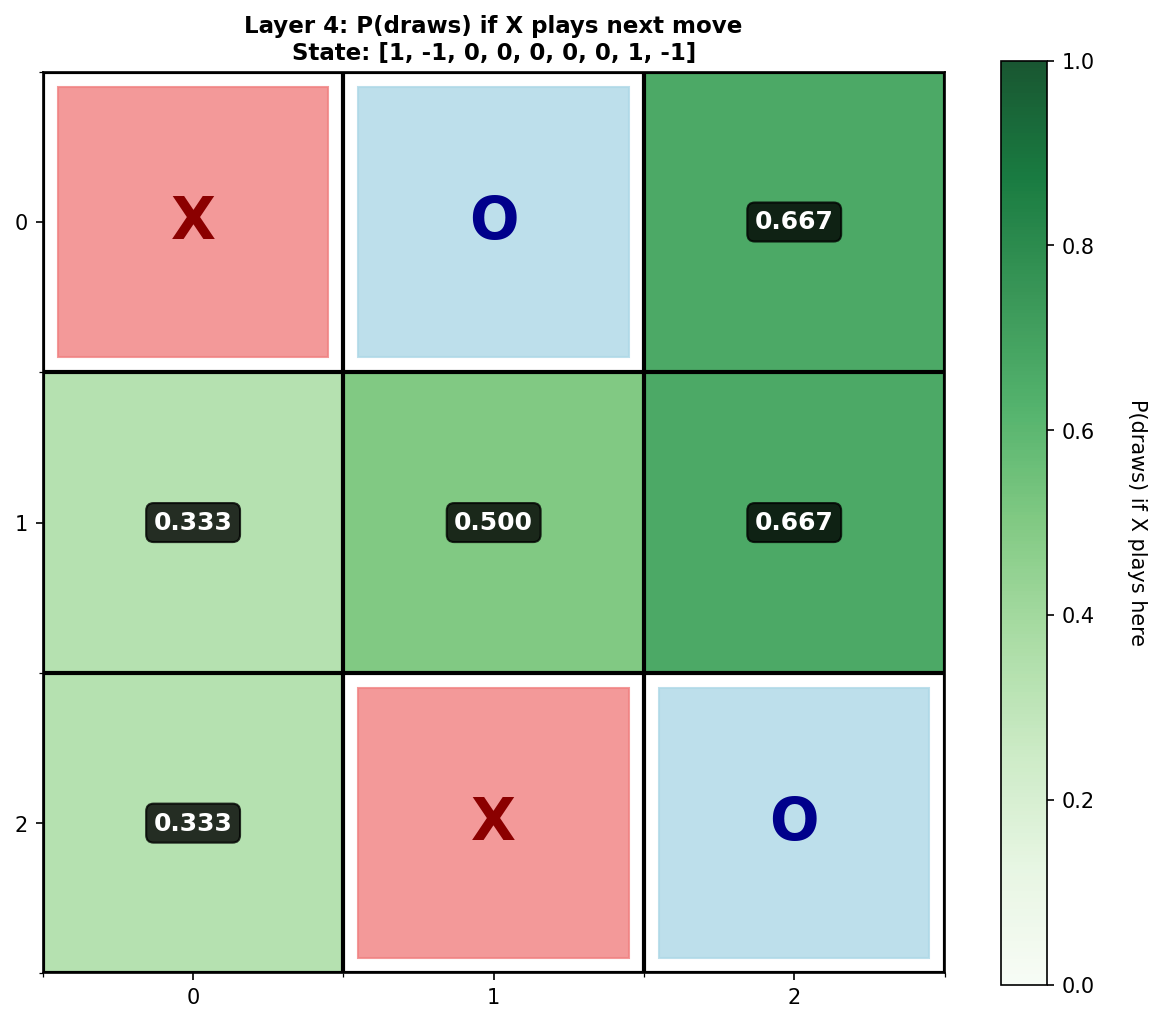 Layer 4: P(draws) if X plays next move
State: [1, -1, 0, 0, 0, 0, 0, 1, -1]
X
O
0.667
0.333
0.500
0.667
0.333
X
O
0
1
2
0
1
2
1.0
0.8
0.6
0.4
0.2
0.0
P(draws) if X plays here